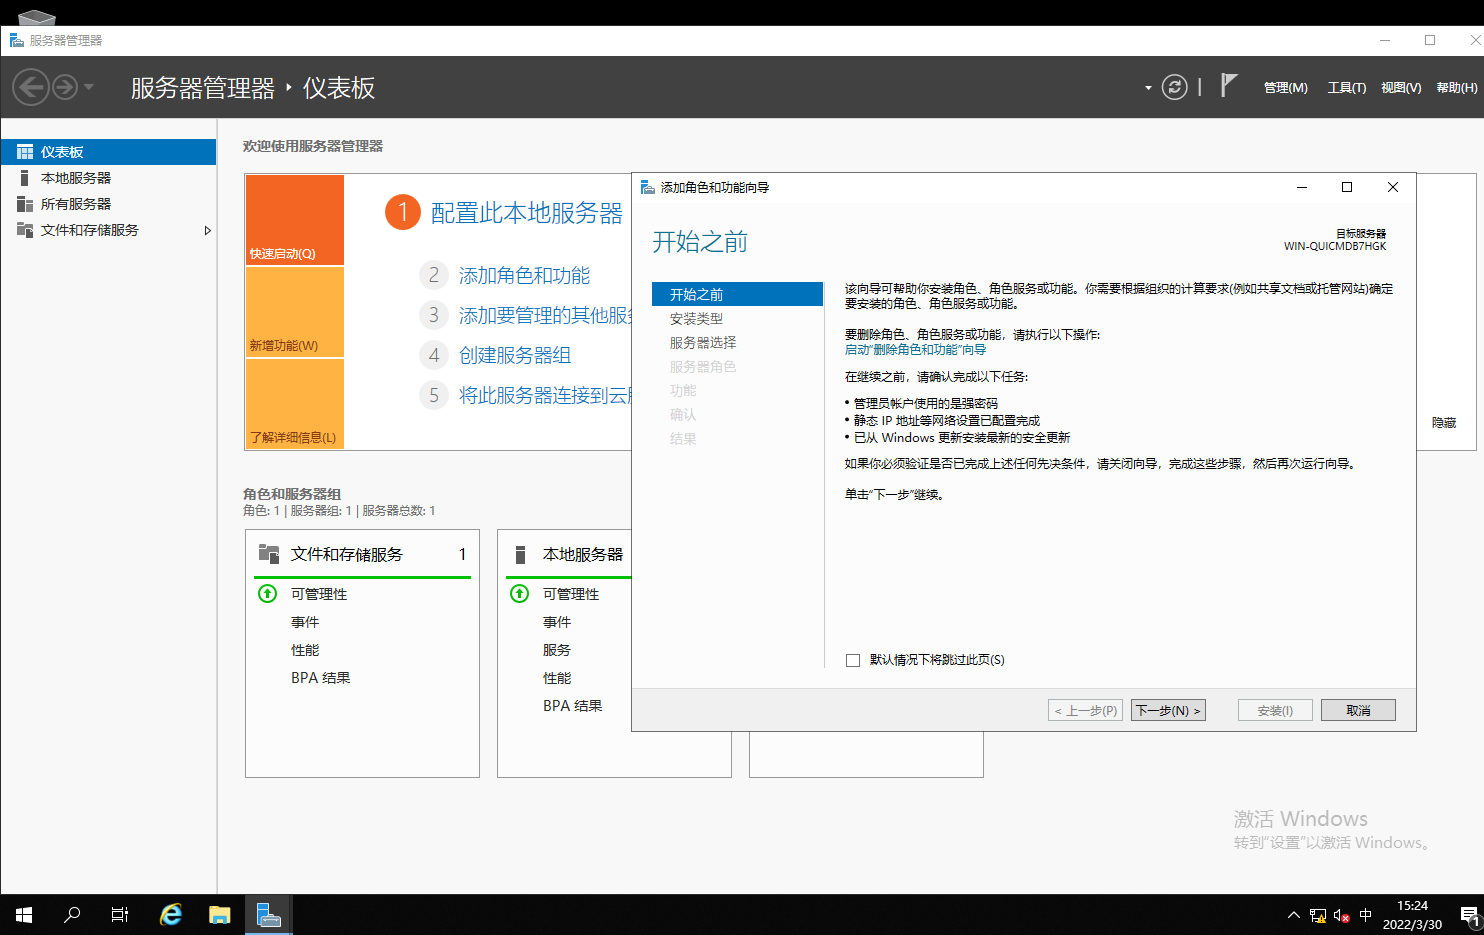 服务器管理器
服务器管理器 ‣ 仪表板
管理(M) 工具(T) 视图(V) 帮助(H)
仪表板
本地服务器
所有服务器
文件和存储服务
欢迎使用服务器管理器
快速启动(Q)
新增功能(W)
了解详细信息(L)
1 配置此本地服务器
2 添加角色和功能
3 添加要管理的其他服
4 创建服务器组
5 将此服务器连接到云
隐藏
角色和服务器组
角色: 1 | 服务器组: 1 | 服务器总数: 1
文件和存储服务 1
可管理性
事件
性能
BPA 结果
本地服务器
可管理性
事件
服务
性能
BPA 结果
添加角色和功能向导
开始之前
目标服务器
WIN-QUICMDB7HGK
开始之前
安装类型
服务器选择
服务器角色
功能
确认
结果
该向导可帮助你安装角色、角色服务或功能。你需要根据组织的计算要求(例如共享文档或托管网站)确定
要安装的角色、角色服务或功能。
要删除角色、角色服务或功能，请执行以下操作:
启动“删除角色和功能”向导
在继续之前，请确认完成以下任务:
• 管理员帐户使用的是强密码
• 静态 IP 地址等网络设置已配置完成
• 已从 Windows 更新安装最新的安全更新
如果你必须验证是否已完成上述任何先决条件，请关闭向导，完成这些步骤，然后再次运行向导。
单击“下一步”继续。
默认情况下将跳过此页(S)
< 上一步(P) 下一步(N) > 安装(I) 取消
激活 Windows
转到“设置”以激活 Windows。
中
15:24
2022/3/30
1